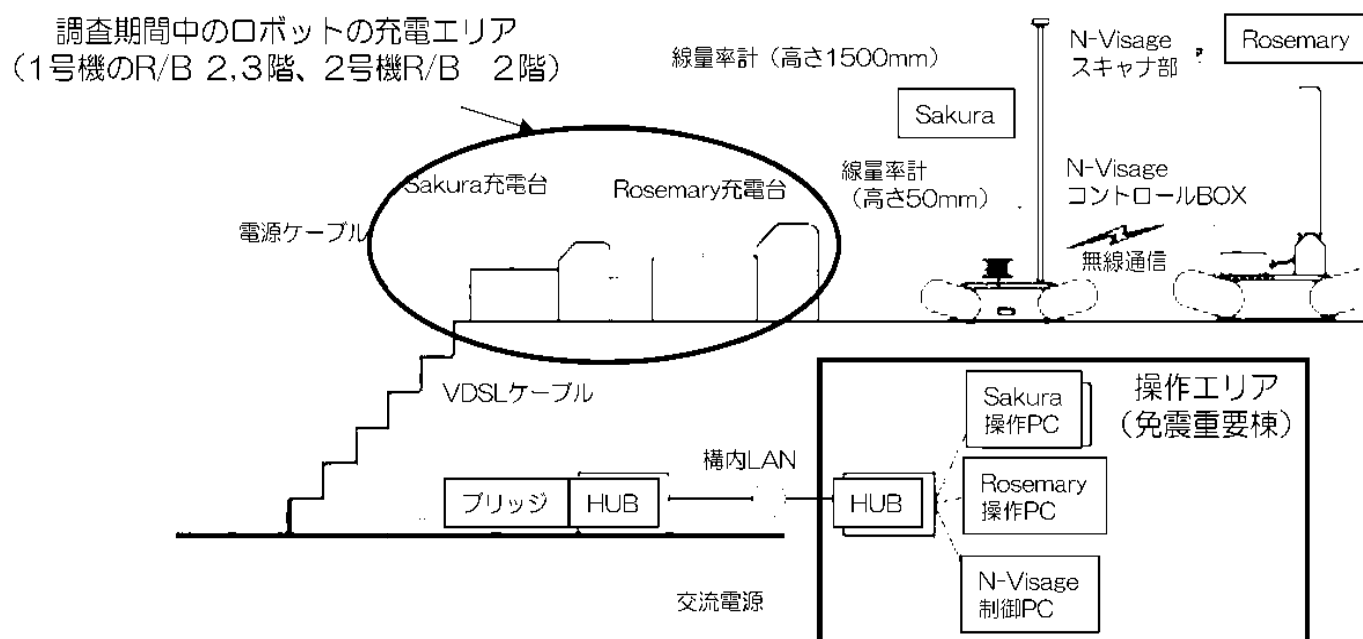 調査期間中のロボットの充電エリア
（1号機のR/B 2,3階、2号機R/B　2階）
線量率計（高さ1500mm）
N-Visage
スキャナ部
Rosemary
Sakura
Sakura充電台
Rosemary充電台
線量率計
（高さ50mm）
N-Visage
コントロールBOX
電源ケーブル
無線通信
VDSLケーブル
操作エリア
（免震重要棟）
Sakura
操作PC
構内LAN
ブリッジ
HUB
HUB
Rosemary
操作PC
交流電源
N-Visage
制御PC